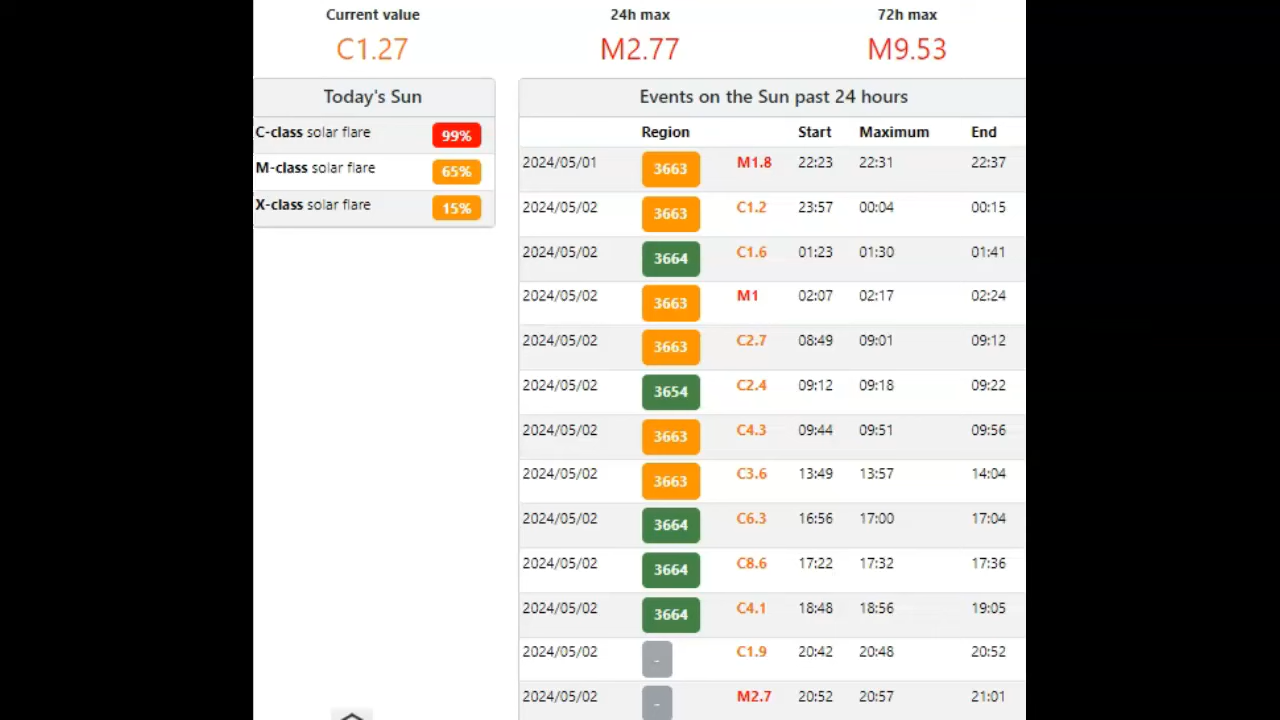 Current value 24h max 72h max
C1.27 M2.77 M9.53
Today's Sun
C-class solar flare 99%
M-class solar flare 65%
X-class solar flare 15%
Events on the Sun past 24 hours
Region Start Maximum End
2024/05/01 3663 M1.8 22:23 22:31 22:37
2024/05/02 3663 C1.2 23:57 00:04 00:15
2024/05/02 3664 C1.6 01:23 01:30 01:41
2024/05/02 3663 M1 02:07 02:17 02:24
2024/05/02 3663 C2.7 08:49 09:01 09:12
2024/05/02 3654 C2.4 09:12 09:18 09:22
2024/05/02 3663 C4.3 09:44 09:51 09:56
2024/05/02 3663 C3.6 13:49 13:57 14:04
2024/05/02 3664 C6.3 16:56 17:00 17:04
2024/05/02 3664 C8.6 17:22 17:32 17:36
2024/05/02 3664 C4.1 18:48 18:56 19:05
2024/05/02 - C1.9 20:42 20:48 20:52
2024/05/02 - M2.7 20:52 20:57 21:01